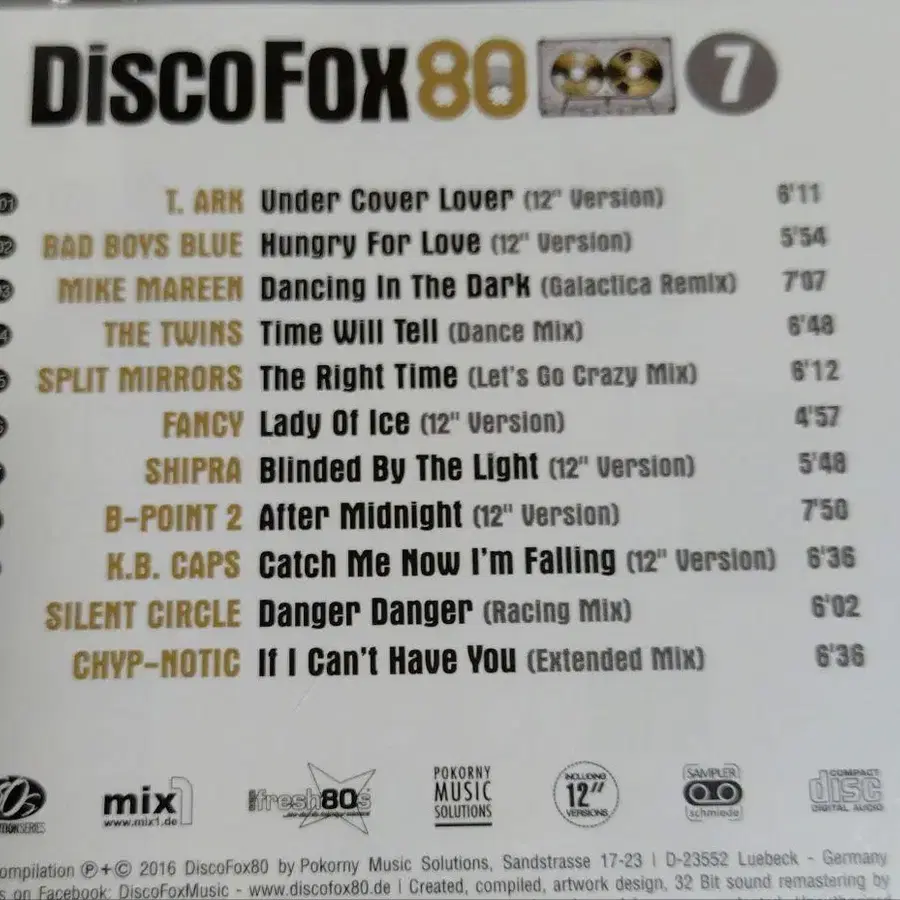 DiscoFox80 7
01 T. ARK Under Cover Lover (12" Version) 6'11
02 BAD BOYS BLUE Hungry For Love (12" Version) 5'54
3 MIKE MAREEN Dancing In The Dark (Galactica Remix) 7'07
4 THE TWINS Time Will Tell (Dance Mix) 6'48
5 SPLIT MIRRORS The Right Time (Let's Go Crazy Mix) 6'12
FANCY Lady Of Ice (12" Version) 4'57
SHIPRA Blinded By The Light (12" Version) 5'48
B-POINT 2 After Midnight (12" Version) 7'50
K.B. CAPS Catch Me Now I'm Falling (12" Version) 6'36
SILENT CIRCLE Danger Danger (Racing Mix) 6'02
CHYP-NOTIC If I Can't Have You (Extended Mix) 6'36
mix1
www.mix1.de
fresh80s
POKORNY
MUSIC
SOLUTIONS
INCLUDING
12"
VERSIONS
SAMPLER
schmiede
COMPACT
disc
DIGITAL AUDIO
ompilation ℗+© 2016 DiscoFox80 by Pokorny Music Solutions, Sandstrasse 17-23 | D-23552 Luebeck - Germany
s on Facebook: DiscoFoxMusic - www.discofox80.de | Created, compiled, artwork design, 32 Bit sound remastering by